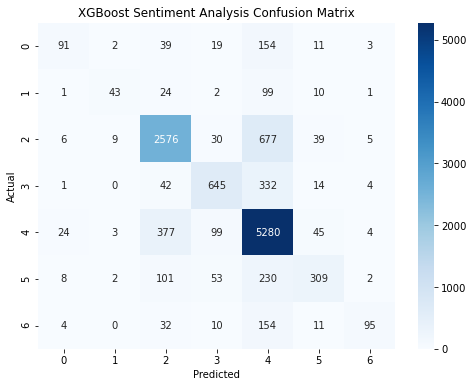 XGBoost Sentiment Analysis Confusion Matrix
Actual
0 91 2 39 19 154 11 3
1 1 43 24 2 99 10 1
2 6 9 2576 30 677 39 5
3 1 0 42 645 332 14 4
4 24 3 377 99 5280 45 4
5 8 2 101 53 230 309 2
6 4 0 32 10 154 11 95
0 1 2 3 4 5 6
Predicted
5000
4000
3000
2000
1000
0